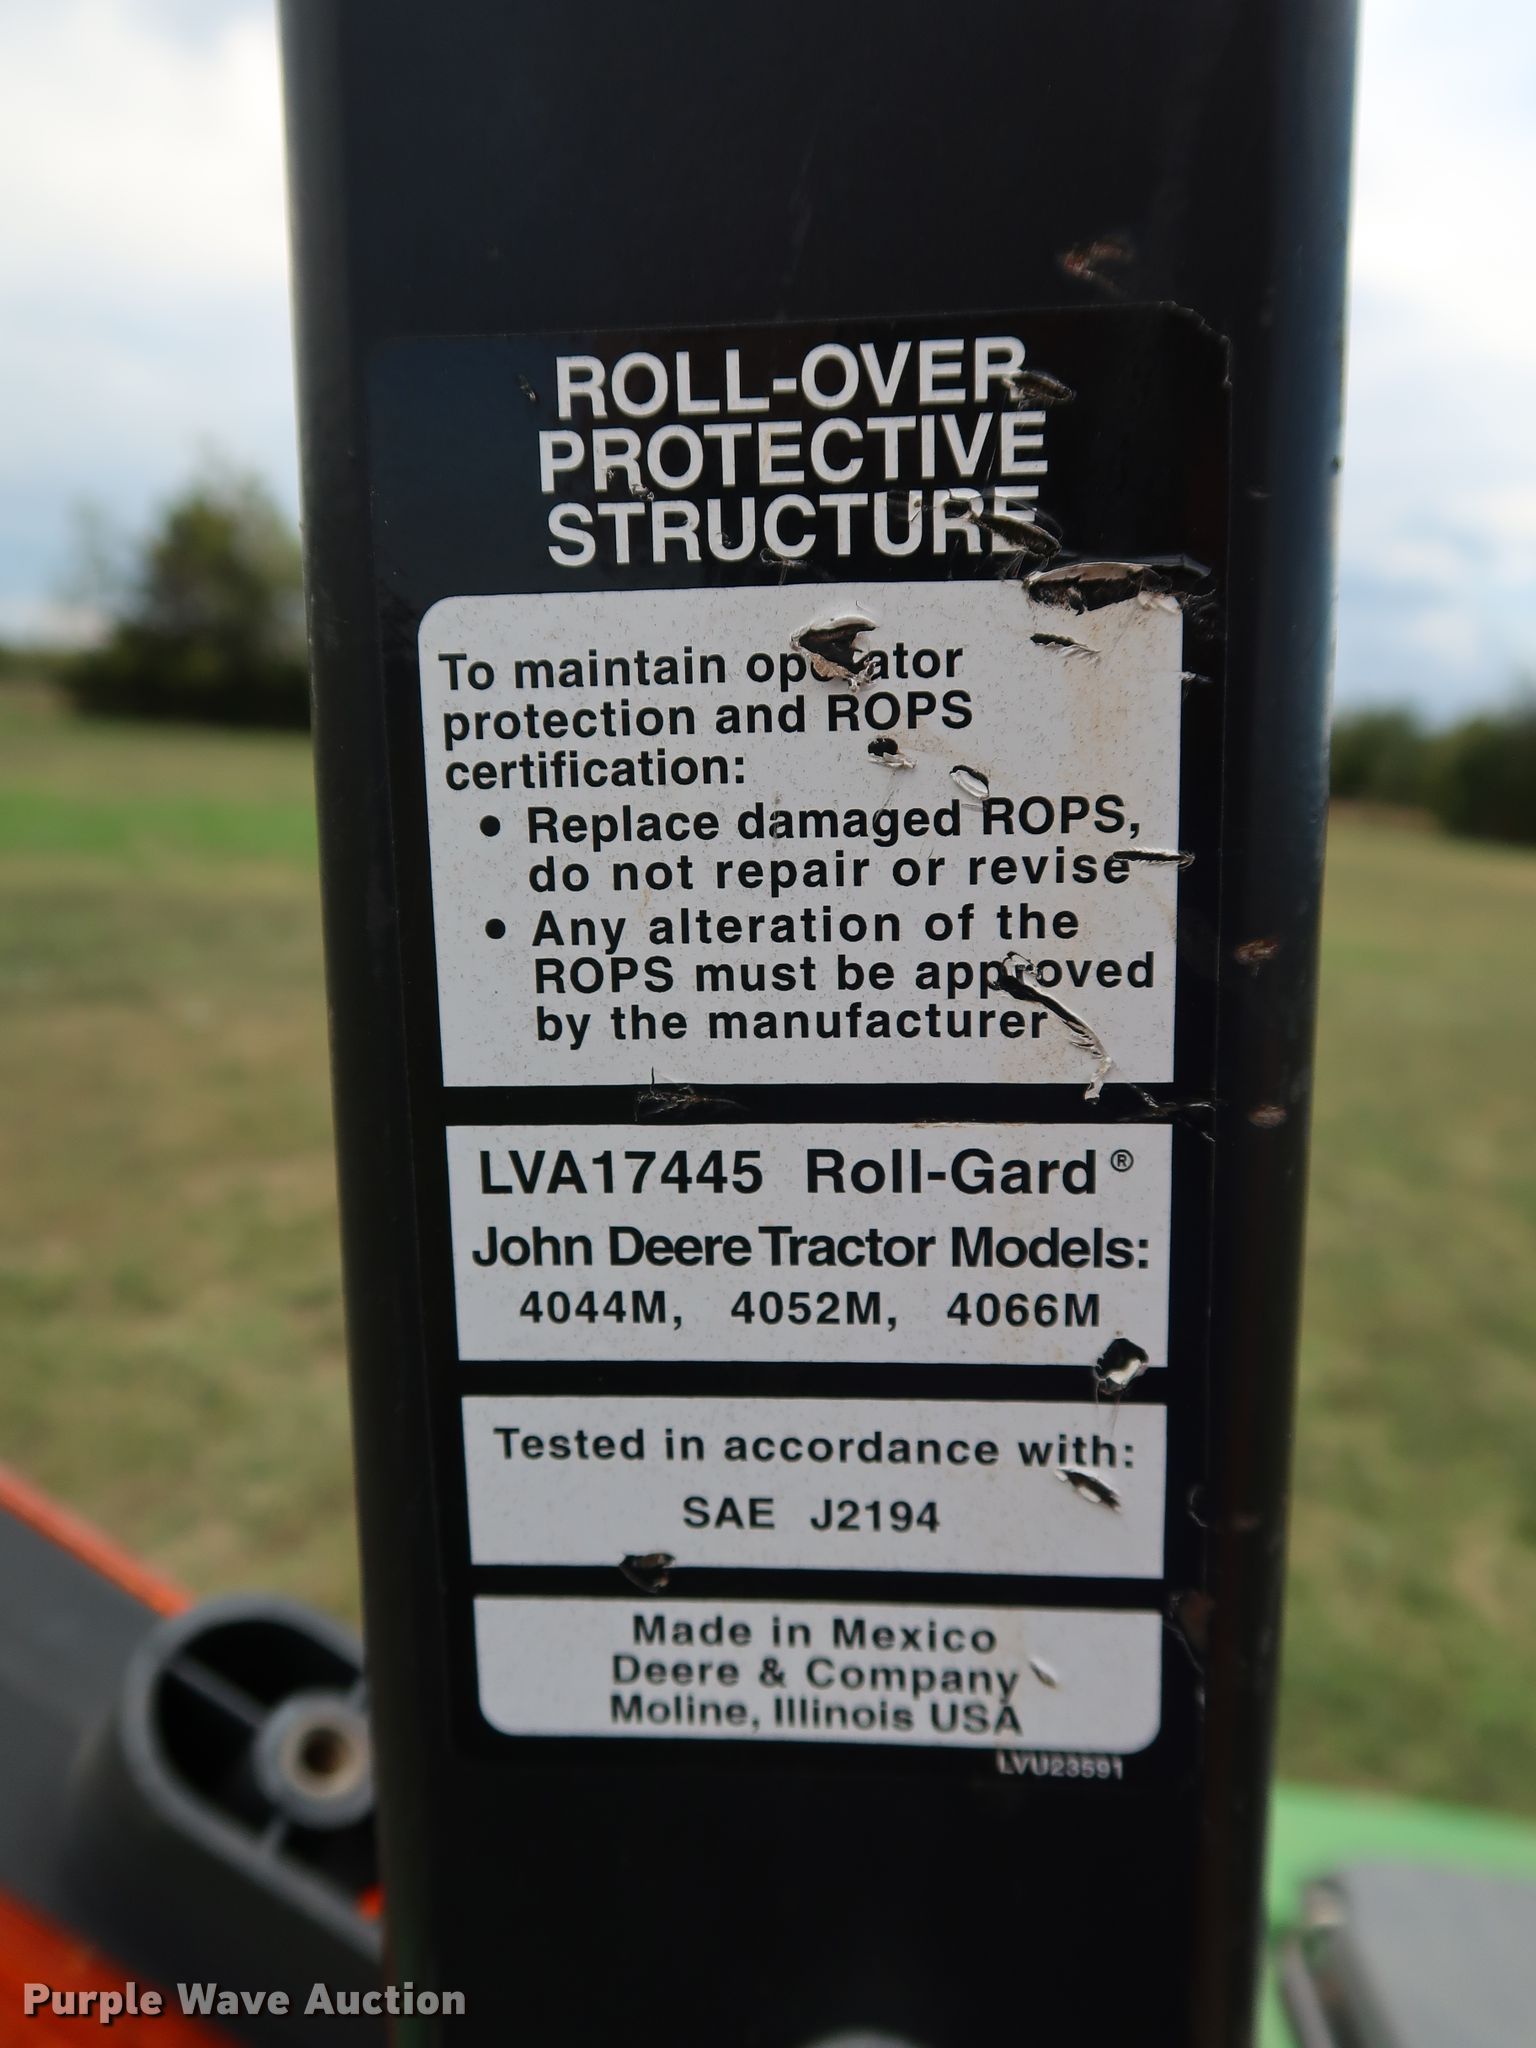 ROLL-OVER
PROTECTIVE
STRUCTURE
To maintain operator
protection and ROPS
certification:
• Replace damaged ROPS,
do not repair or revise
• Any alteration of the
ROPS must be approved
by the manufacturer
LVA17445 Roll-Gard®
John Deere Tractor Models:
4044M, 4052M, 4066M
Tested in accordance with:
SAE J2194
Made in Mexico
Deere & Company
Moline, Illinois USA
LVU23591
Purple Wave Auction